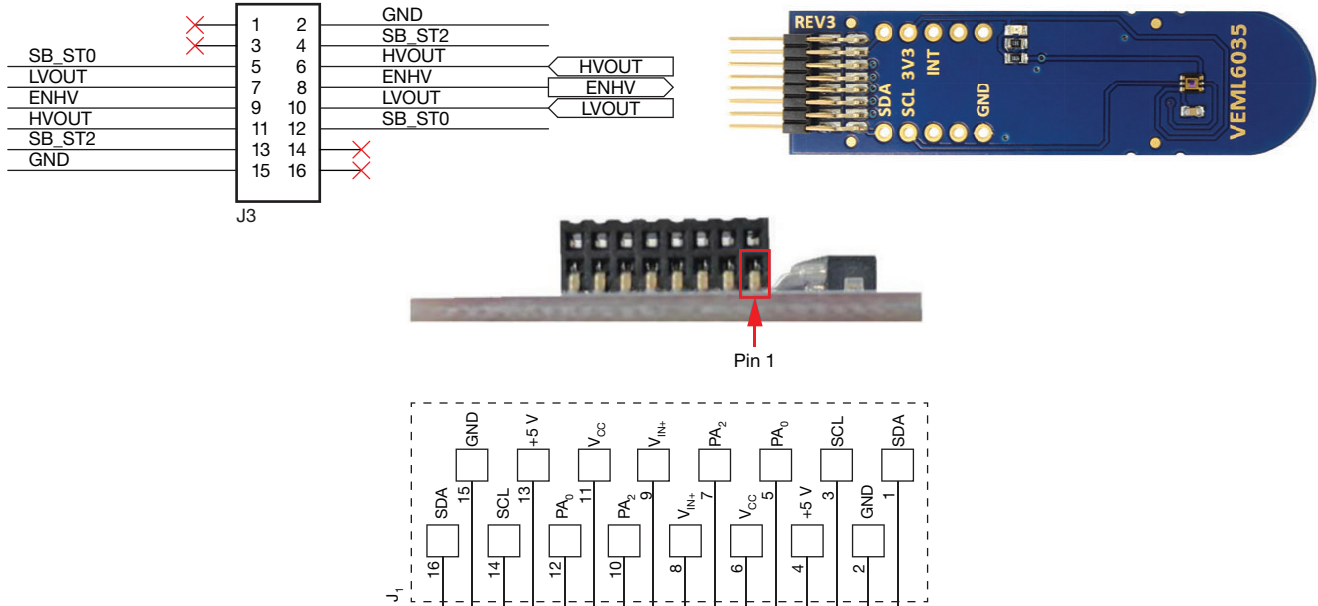 GND
1 2
SB_ST2
3 4
SB_ST0 HVOUT
5 6 HVOUT
LVOUT ENHV
7 8 ENHV
ENHV LVOUT
9 10 LVOUT
HVOUT SB_ST0
11 12
SB_ST2
13 14
GND
15 16
J3
REV3
SDA
SCL 3V3
INT
GND
VEML6035
Pin 1
GND
+5 V
VCC
VIN+
PA2
PA0
SCL
SDA
15
13
11
9
7
5
3
1
SDA
SCL
PA0
PA2
VIN+
VCC
+5 V
GND
16
14
12
10
8
6
4
2
J1